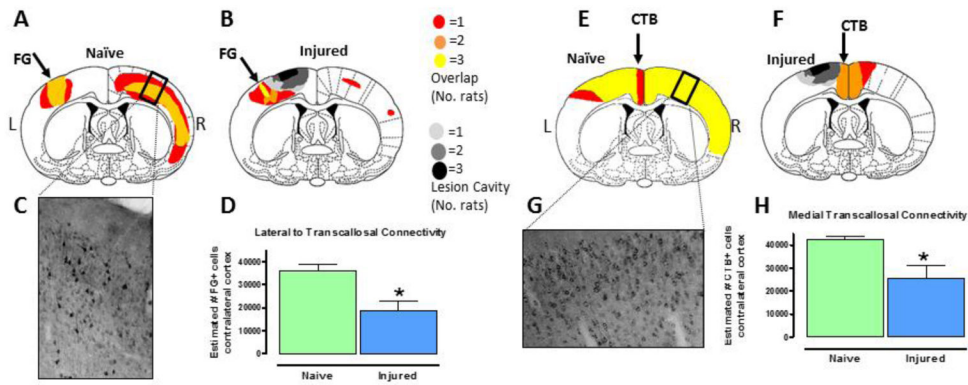 A
Naïve
FG
L
R
B
Injured
FG
=1
=2
=3
Overlap
(No. rats)
=1
=2
=3
Lesion Cavity
(No. rats)
E
CTB
Naïve
L
R
F
CTB
Injured
C
D
Lateral to Transcallosal Connectivity
Estimated # FG+ cells
contralateral cortex
40000
30000
20000
10000
0
*
Naive
Injured
G
H
Medial Transcallosal Connectivity
Estimated # CTB+ cells
contralateral cortex
40000
30000
20000
10000
0
*
Naive
Injured